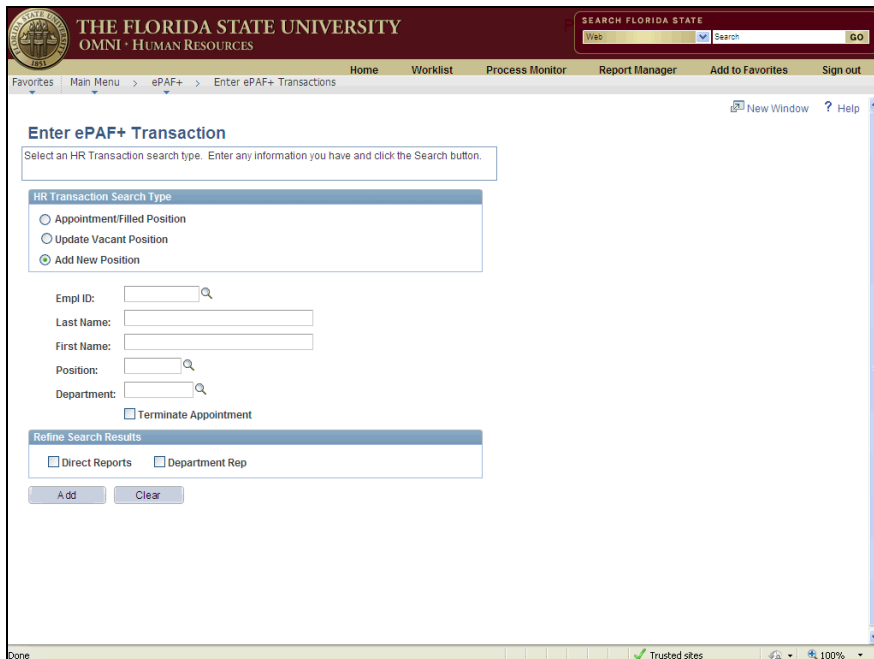 THE FLORIDA STATE UNIVERSITY
OMNI · HUMAN RESOURCES
1851
P
SEARCH FLORIDA STATE
Web Search GO
Home Worklist Process Monitor Report Manager Add to Favorites Sign out
Favorites Main Menu > ePAF+ > Enter ePAF+ Transactions
New Window ? Help
Enter ePAF+ Transaction
Select an HR Transaction search type. Enter any information you have and click the Search button.
HR Transaction Search Type
Appointment/Filled Position
Update Vacant Position
Add New Position
Empl ID:
Last Name:
First Name:
Position:
Department:
Terminate Appointment
Refine Search Results
Direct Reports Department Rep
Add Clear
Done Trusted sites 100%